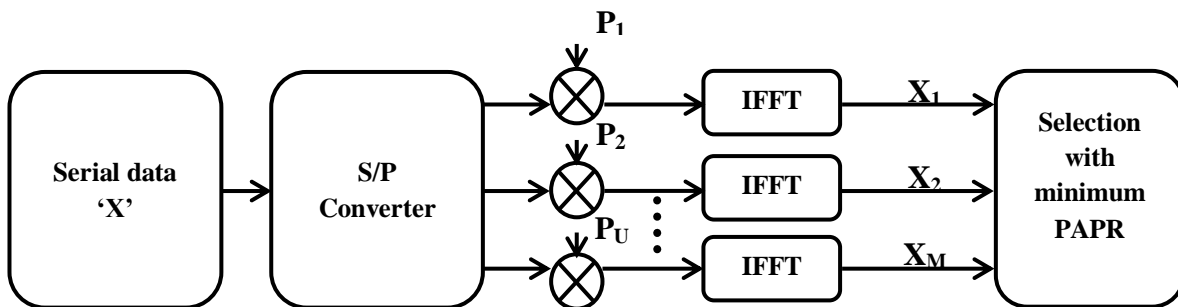 P1
IFFT
X1
P2
Serial data
‘X’
S/P
Converter
IFFT
X2
Selection
with
minimum
PAPR
PU
IFFT
XM